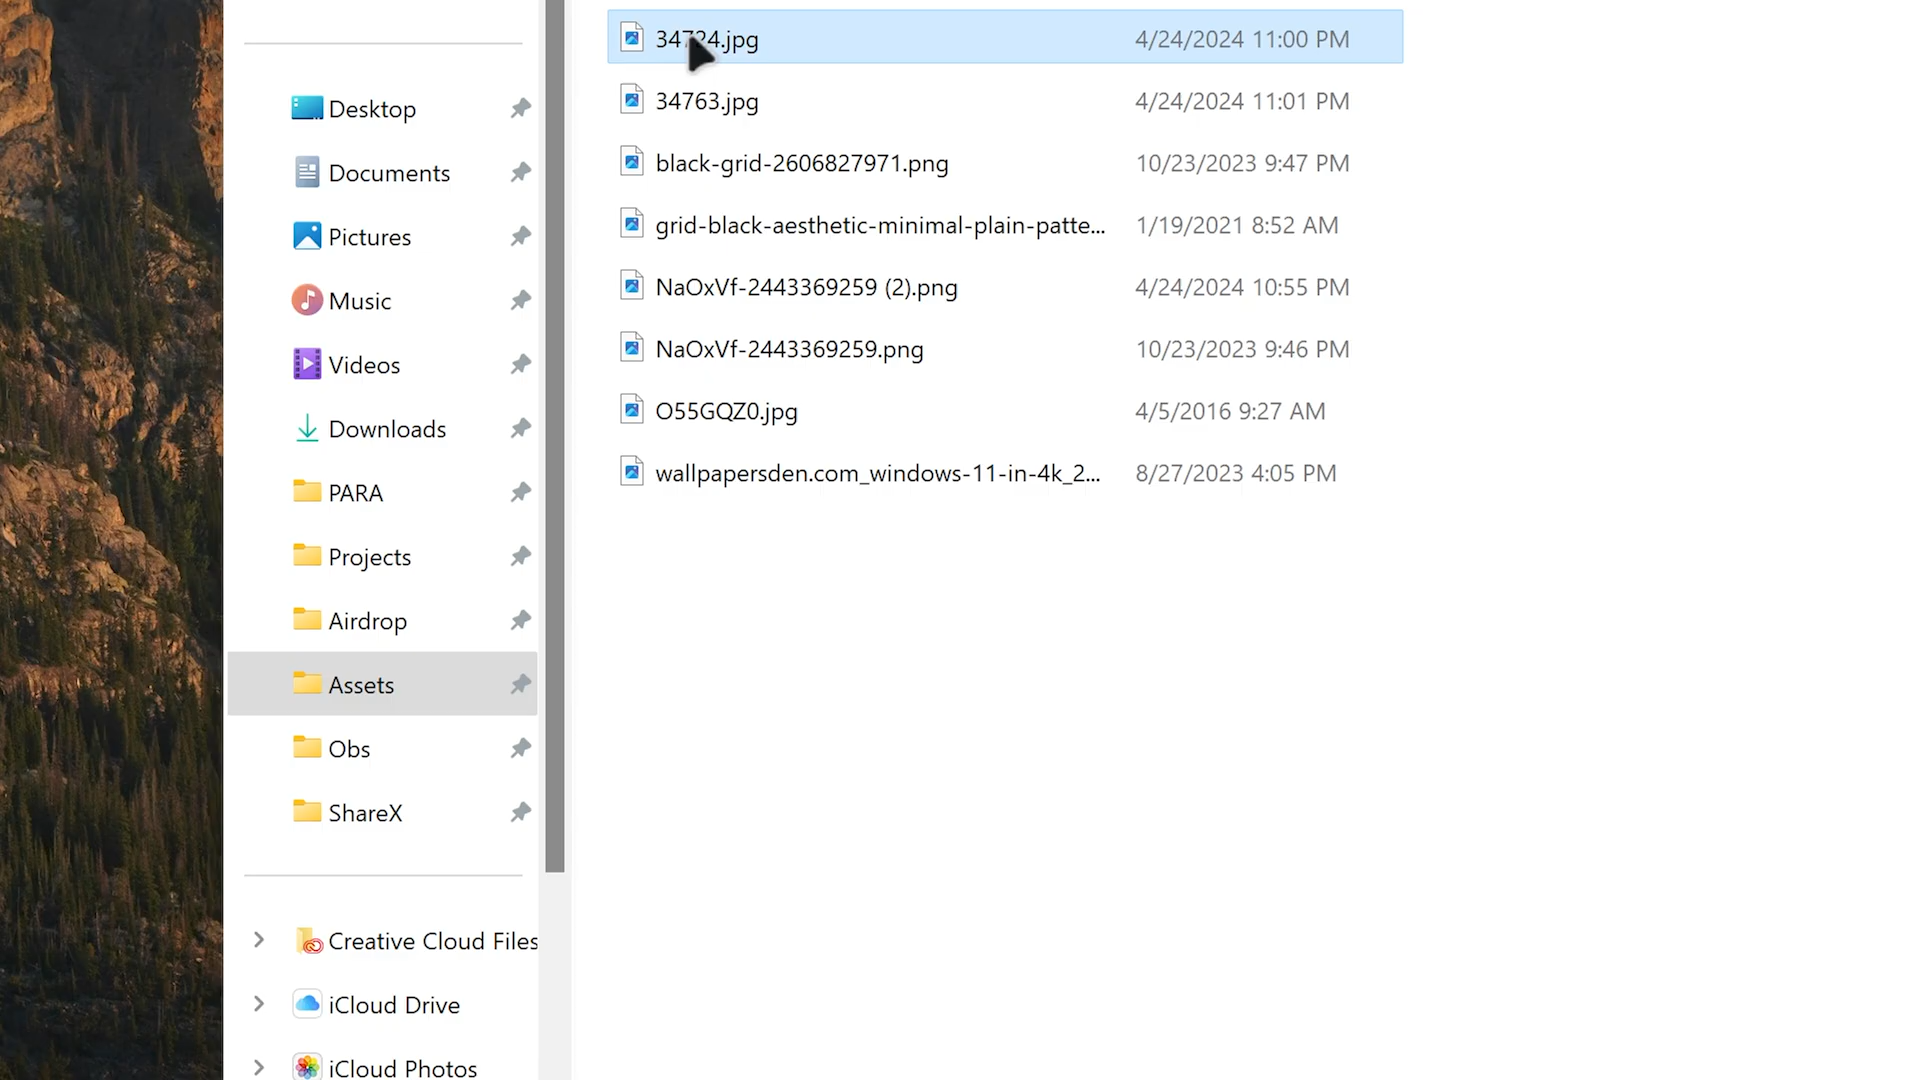 34724.jpg 4/24/2024 11:00 PM
34763.jpg 4/24/2024 11:01 PM
black-grid-2606827971.png 10/23/2023 9:47 PM
grid-black-aesthetic-minimal-plain-patte... 1/19/2021 8:52 AM
NaOxVf-2443369259 (2).png 4/24/2024 10:55 PM
NaOxVf-2443369259.png 10/23/2023 9:46 PM
O55GQZ0.jpg 4/5/2016 9:27 AM
wallpapersden.com_windows-11-in-4k_2... 8/27/2023 4:05 PM
Desktop
Documents
Pictures
Music
Videos
Downloads
PARA
Projects
Airdrop
Assets
Obs
ShareX
Creative Cloud Files
iCloud Drive
iCloud Photos